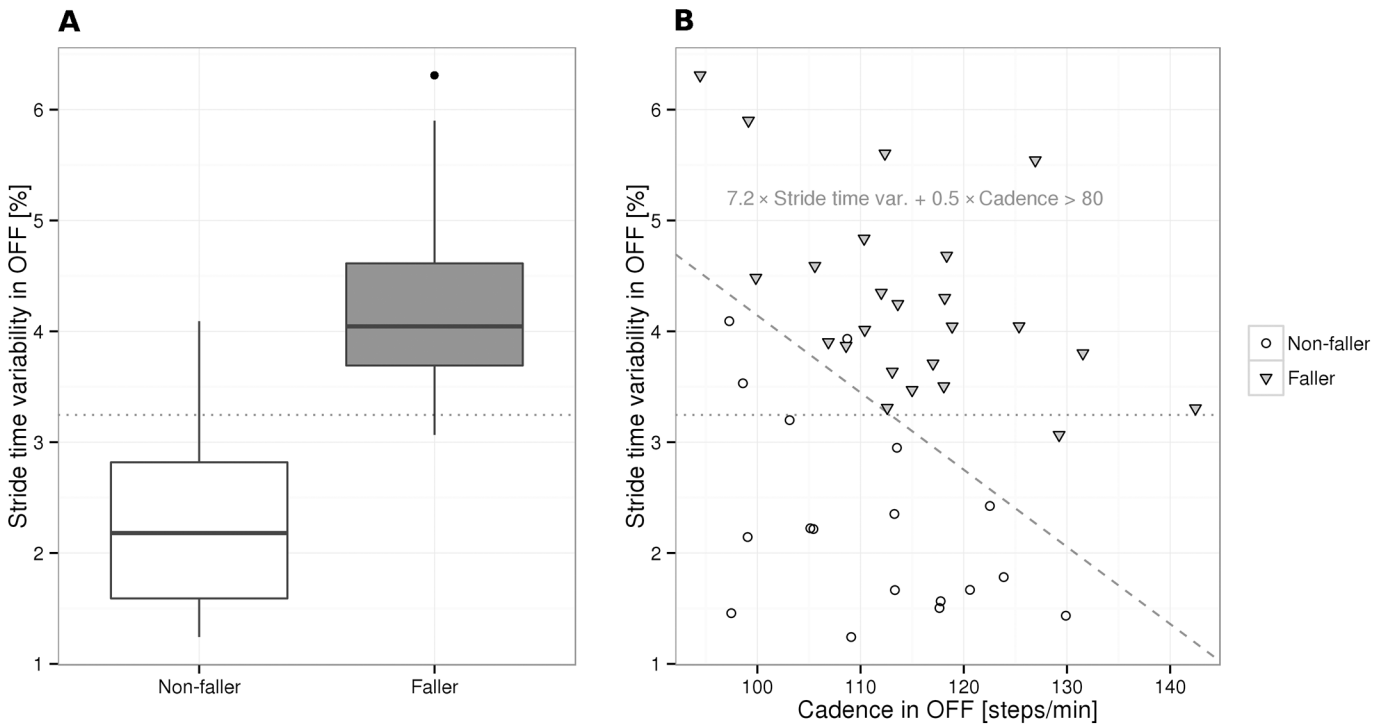 A
Stride time variability in OFF [%]
6
5
4
3
2
1
Non-faller
Faller
B
Stride time variability in OFF [%]
6
5
4
3
2
1
7.2 × Stride time var. + 0.5 × Cadence > 80
100
110
120
130
140
Cadence in OFF [steps/min]
Non-faller
Faller